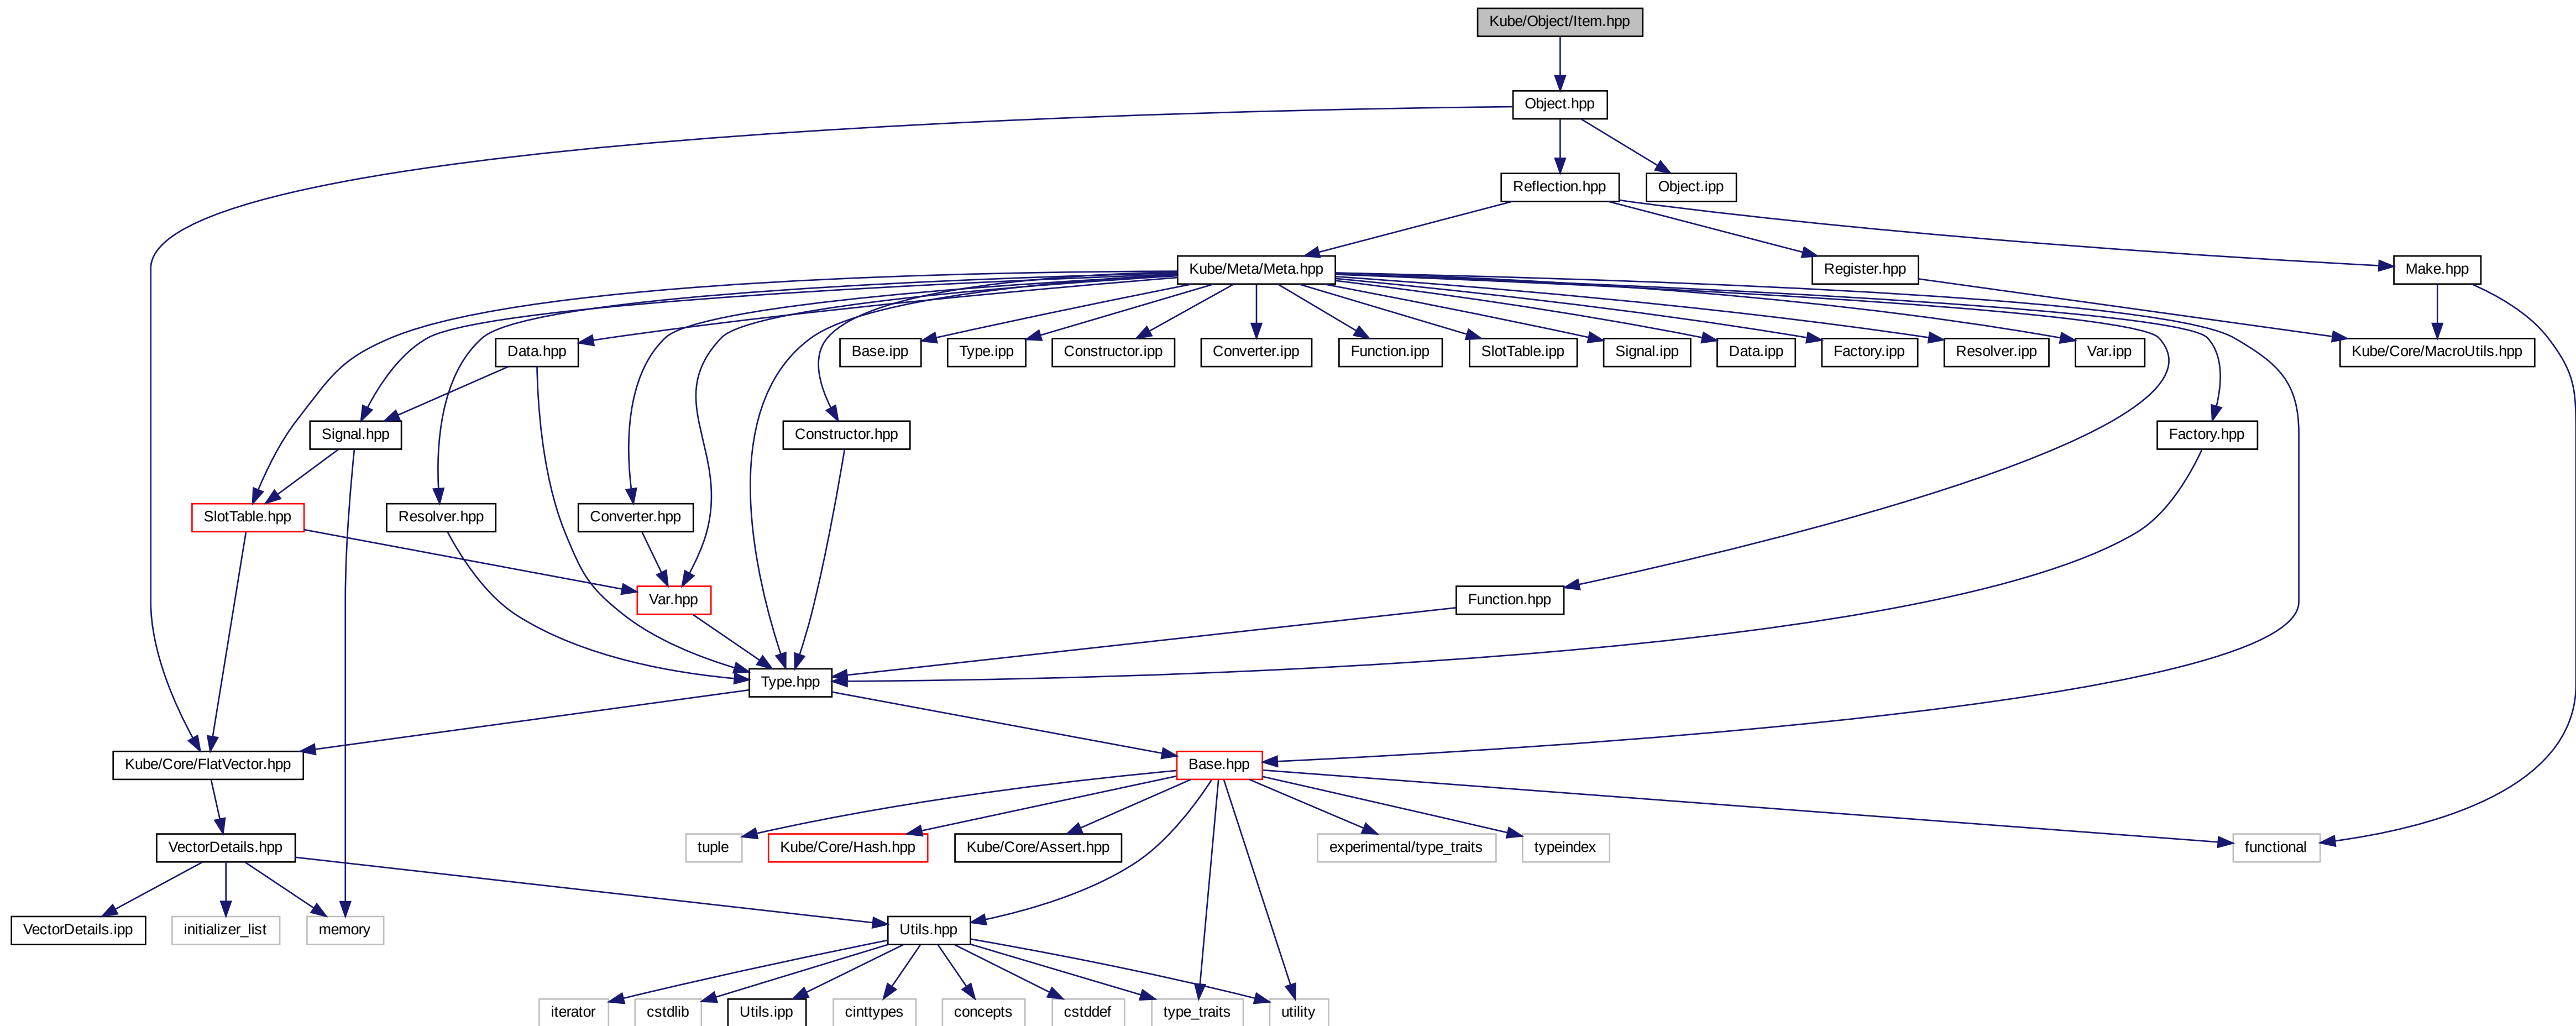 Kube/Object/Item.hpp
Object.hpp
Reflection.hpp
Object.ipp
Kube/Meta/Meta.hpp
Register.hpp
Make.hpp
Data.hpp
Base.ipp
Type.ipp
Constructor.ipp
Converter.ipp
Function.ipp
SlotTable.ipp
Signal.ipp
Data.ipp
Factory.ipp
Resolver.ipp
Var.ipp
Kube/Core/MacroUtils.hpp
Signal.hpp
Constructor.hpp
Factory.hpp
SlotTable.hpp
Resolver.hpp
Converter.hpp
Var.hpp
Function.hpp
Type.hpp
Kube/Core/FlatVector.hpp
Base.hpp
VectorDetails.hpp
tuple
Kube/Core/Hash.hpp
Kube/Core/Assert.hpp
experimental/type_traits
typeindex
functional
VectorDetails.ipp
initializer_list
memory
Utils.hpp
iterator
cstdlib
Utils.ipp
cinttypes
concepts
cstddef
type_traits
utility